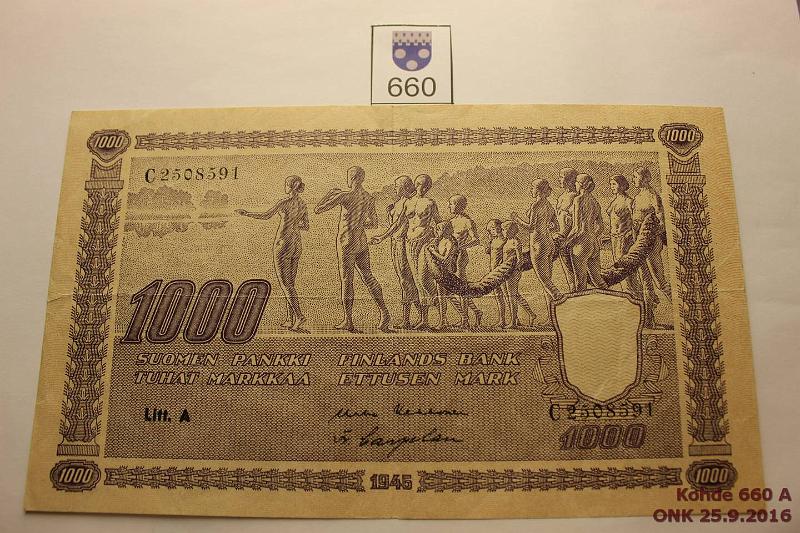 660
1000 1000
C2508591
1000
SUOMEN PANKKI FINLANDS BANK
TUHAT MARKKAA ETTUSEN MARK
Litt. A
C2508591
1000
1000 1945 1000
Kohde 660 A
ONK 25.9.2016